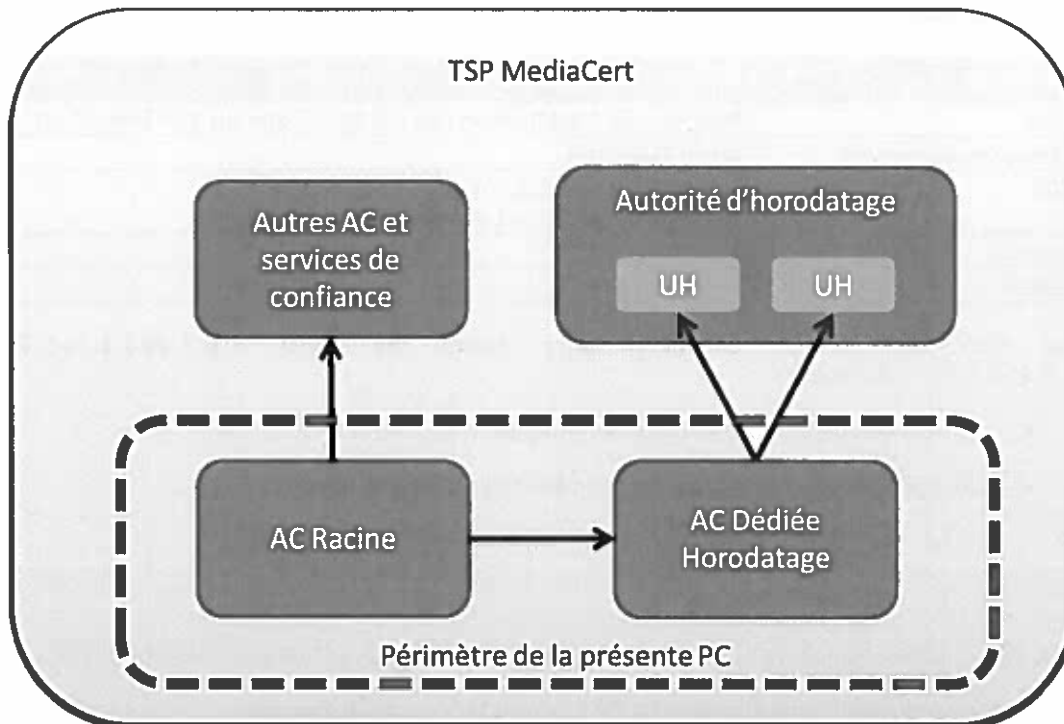 TSP MediaCert
Autres AC et
services de
confiance
Autorité d'horodatage
UH
UH
AC Racine
AC Dédiée
Horodatage
Périmètre de la présente PC